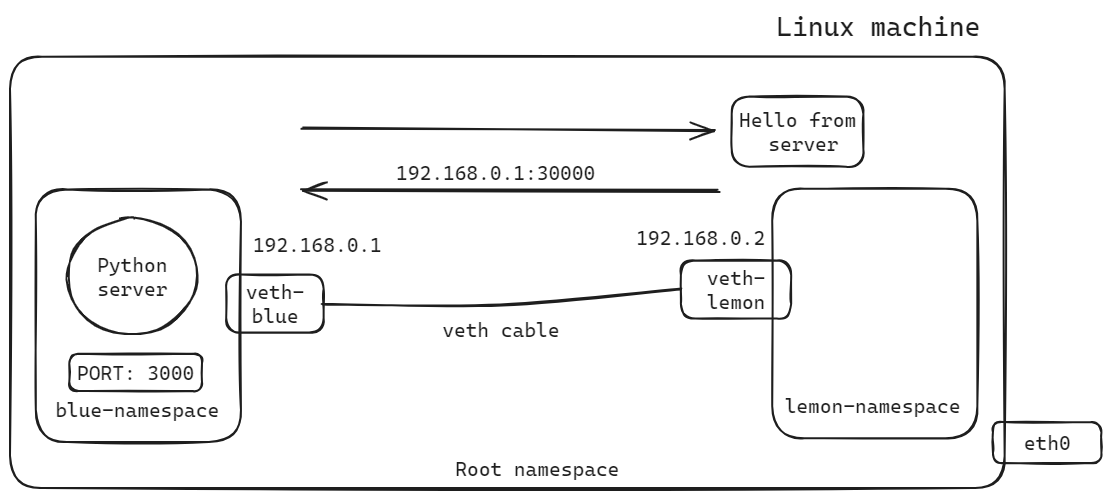 Linux machine
Hello from
server
192.168.0.1:30000
192.168.0.1
192.168.0.2
Python
server
veth-
blue
veth-
lemon
veth cable
PORT: 3000
blue-namespace
lemon-namespace
eth0
Root namespace